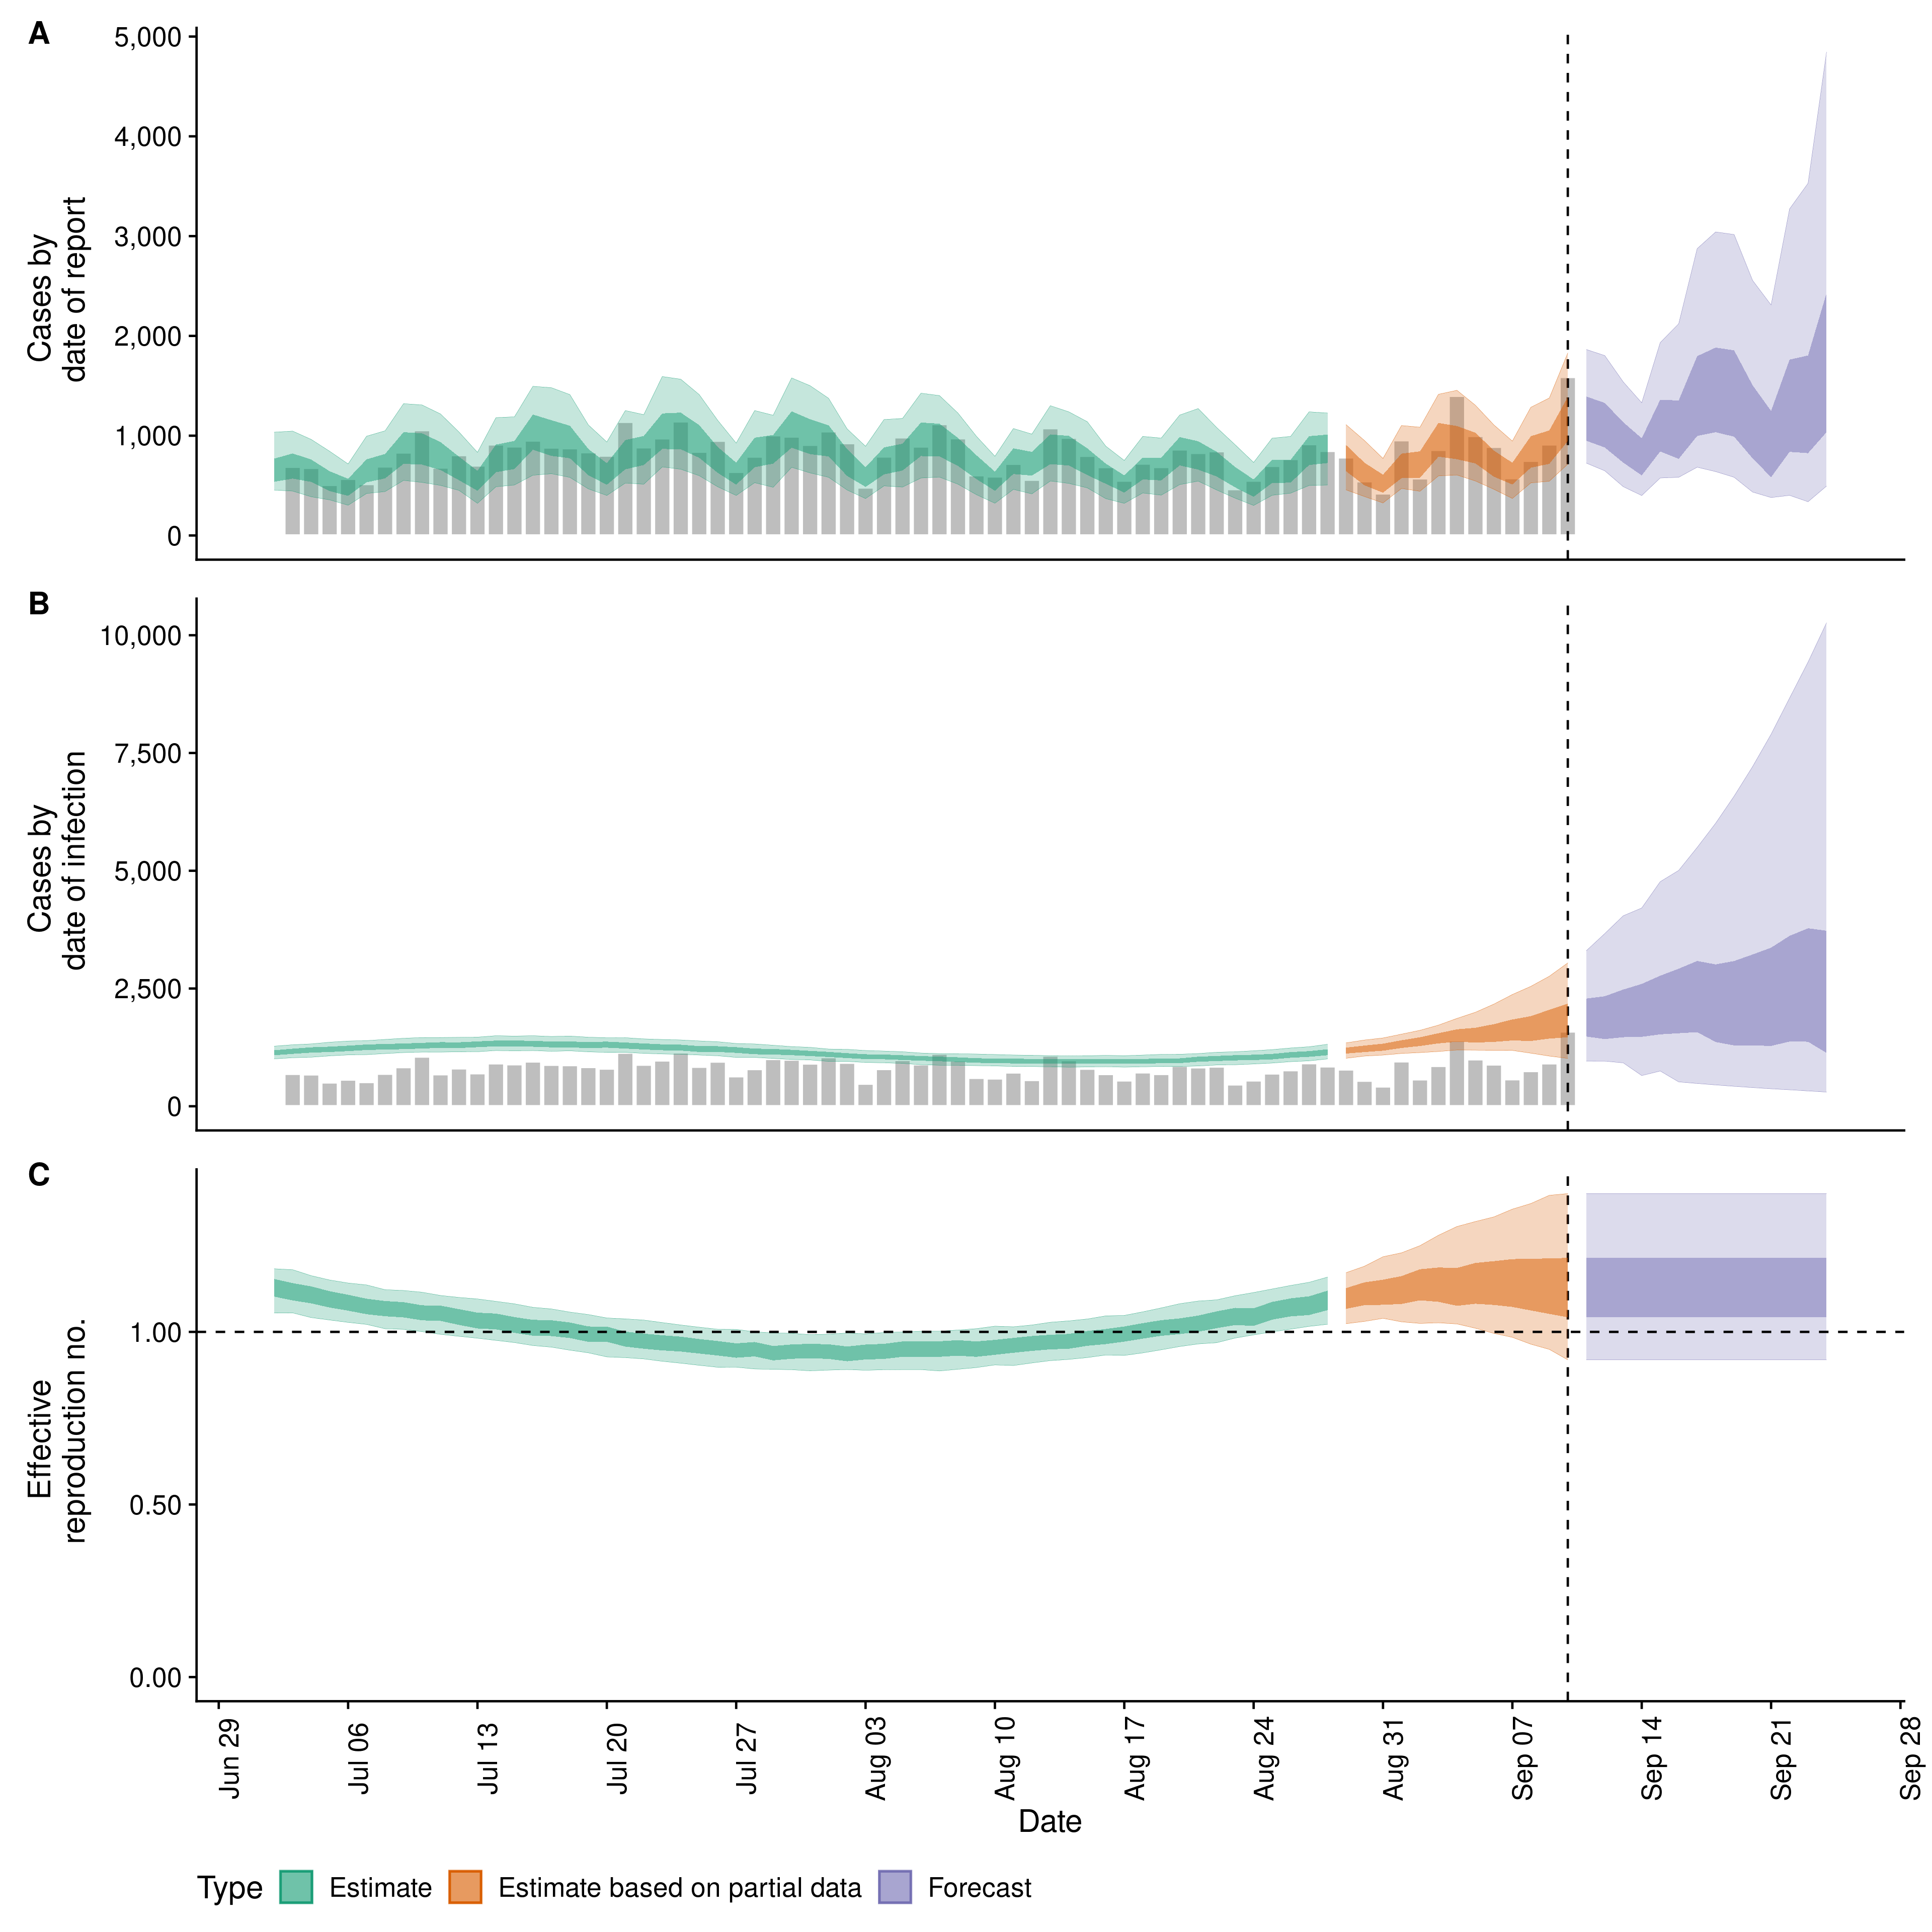 A
5,000
4,000
3,000
2,000
1,000
0
Cases by
date of report
B
10,000
7,500
5,000
2,500
0
Cases by
date of infection
C
1.00
0.50
0.00
Effective
reproduction no.
Jun 29
Jul 06
Jul 13
Jul 20
Jul 27
Aug 03
Aug 10
Aug 17
Aug 24
Aug 31
Sep 07
Sep 14
Sep 21
Sep 28
Date
Type Estimate Estimate based on partial data Forecast